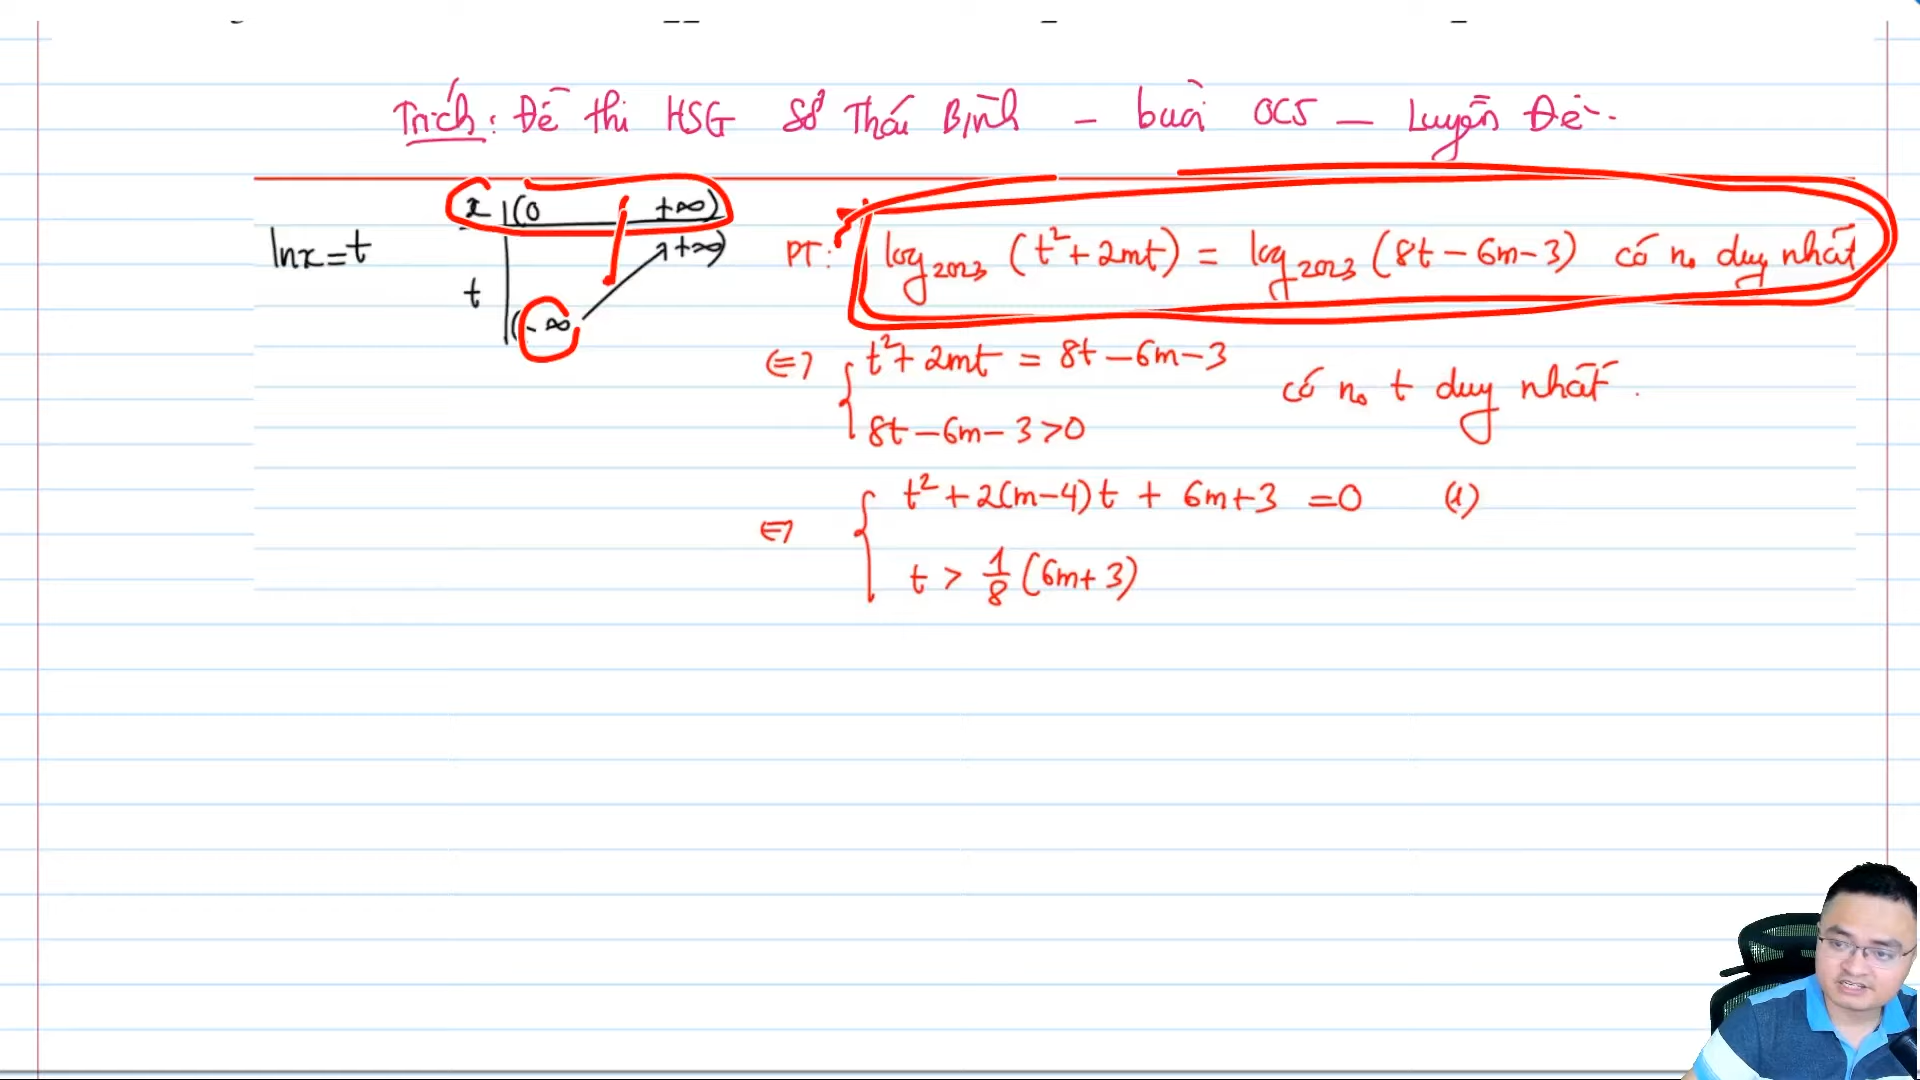 Trích: Đề thi HSG Sở Thái Bình – buổi OC5 – Luyện Đề.
x (0 +∞)
lnx=t
t
+∞)
(-∞
PT: log₂₀₂₃ (t²+2mt) = log₂₀₂₃ (8t-6m-3) có n₀ duy nhất
⇔ { t²+2mt = 8t-6m-3
8t-6m-3>0
có n₀ t duy nhất.
⇔ { t²+2(m-4)t + 6m+3 =0 (1)
t > 1/8 (6m+3)